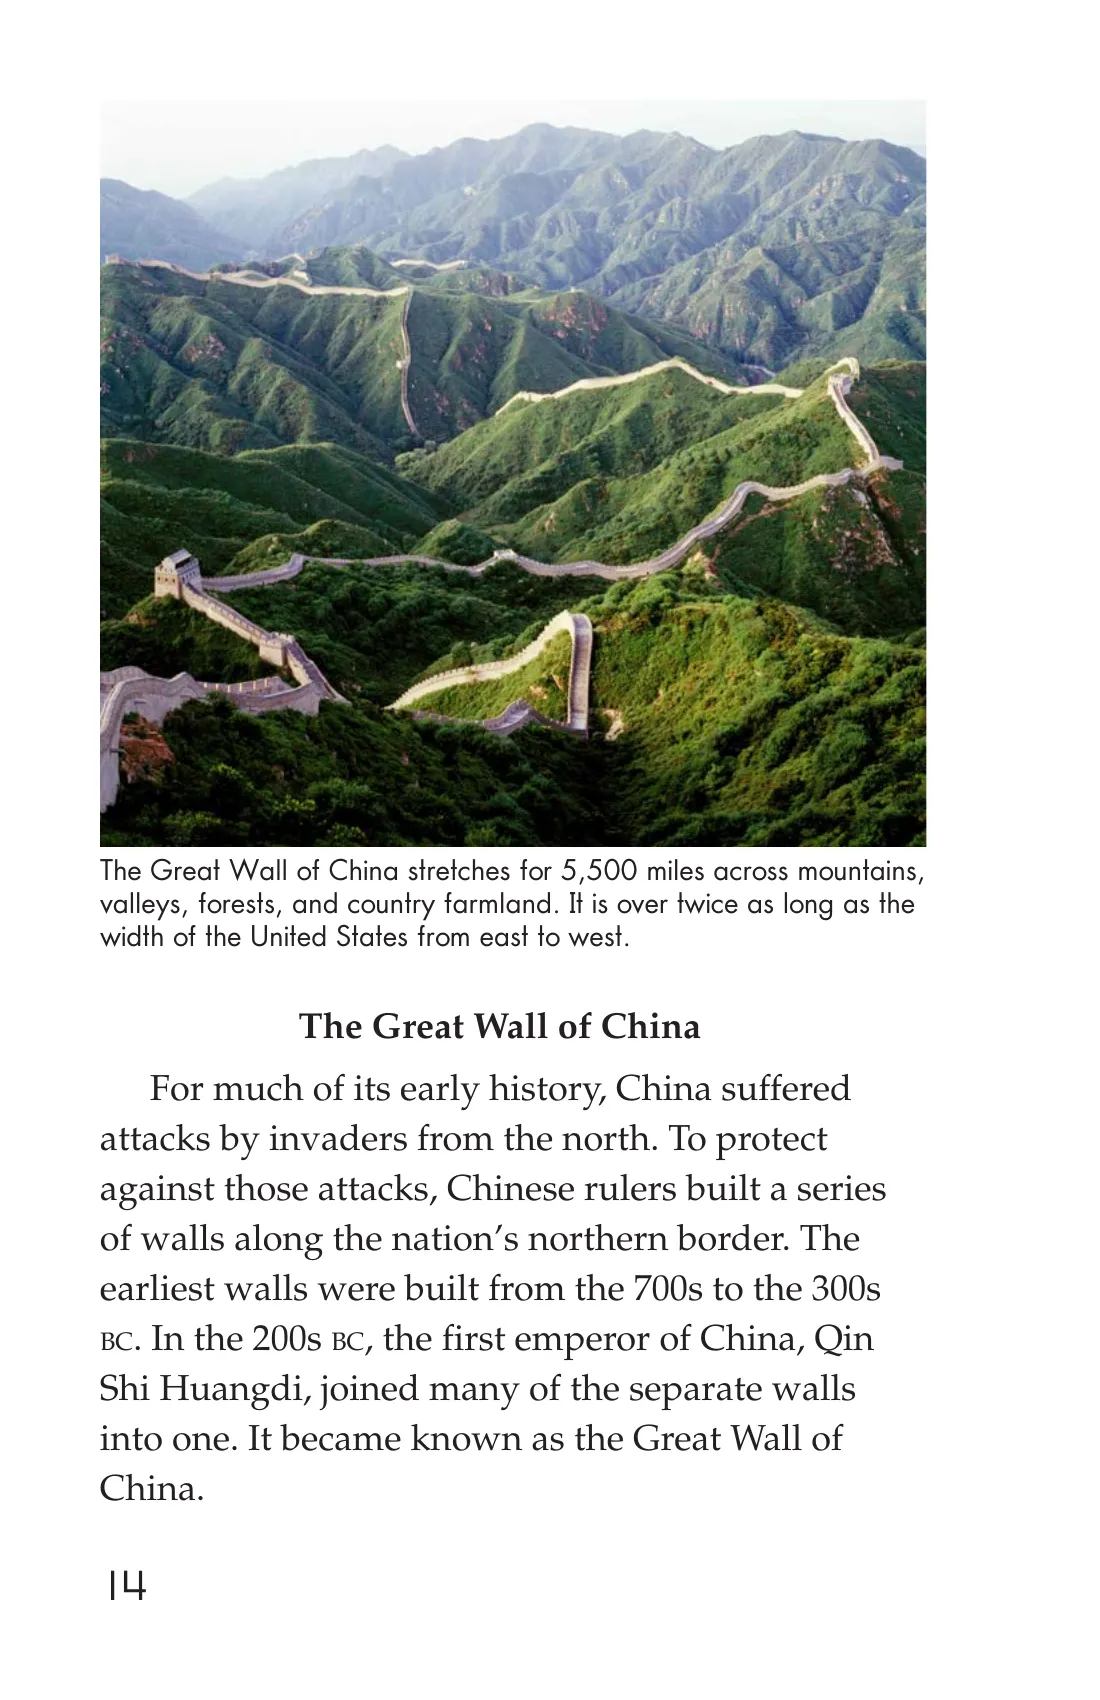 The Great Wall of China stretches for 5,500 miles across mountains,
valleys, forests, and country farmland. It is over twice as long as the
width of the United States from east to west.
The Great Wall of China
For much of its early history, China suffered
attacks by invaders from the north. To protect
against those attacks, Chinese rulers built a series
of walls along the nation’s northern border. The
earliest walls were built from the 700s to the 300s
BC. In the 200s BC, the first emperor of China, Qin
Shi Huangdi, joined many of the separate walls
into one. It became known as the Great Wall of
China.
14